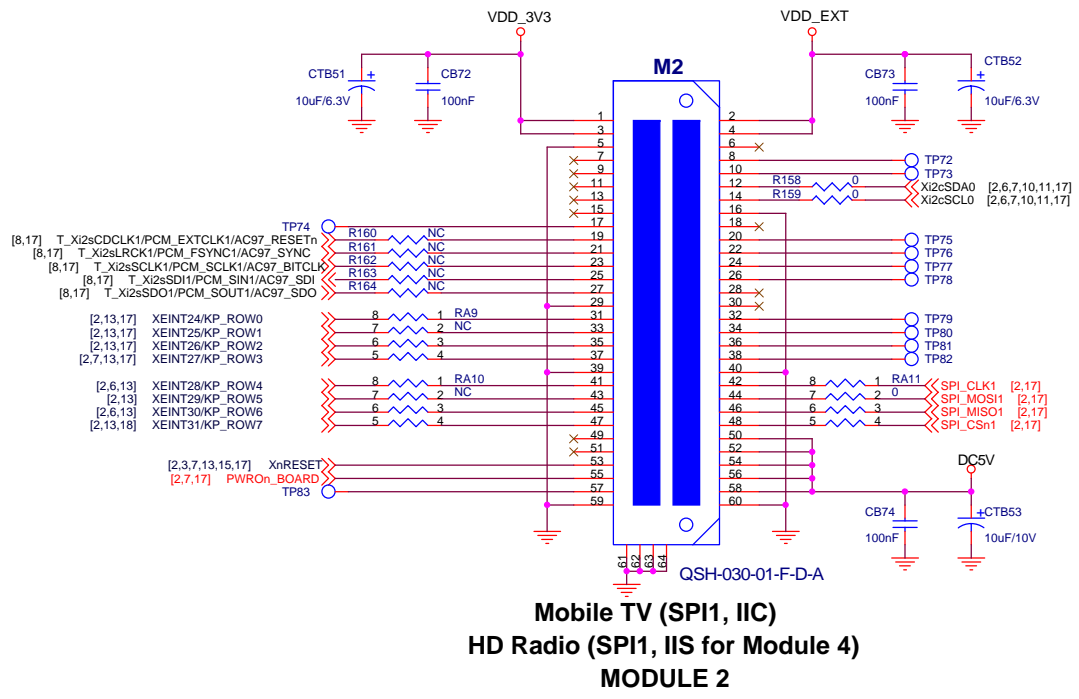 VDD_3V3 VDD_EXT
CTB51 + 10uF/6.3V
CB72 100nF
M2
CB73 100nF
CTB52 + 10uF/6.3V
1 2
3 4
5 6
7 8 TP72
9 10 TP73
11 12 R158 0 Xi2cSDA0 [2,6,7,10,11,17]
13 14 R159 0 Xi2cSCL0 [2,6,7,10,11,17]
15 16
TP74 17 18
[8,17] T_Xi2sCDCLK1/PCM_EXTCLK1/AC97_RESETn R160 NC 19 20 TP75
[8,17] T_Xi2sLRCK1/PCM_FSYNC1/AC97_SYNC R161 NC 21 22 TP76
[8,17] T_Xi2sSCLK1/PCM_SCLK1/AC97_BITCLK R162 NC 23 24 TP77
[8,17] T_Xi2sSDI1/PCM_SIN1/AC97_SDI R163 NC 25 26 TP78
[8,17] T_Xi2sSDO1/PCM_SOUT1/AC97_SDO R164 NC 27 28
29 30
[2,13,17] XEINT24/KP_ROW0 8 1 RA9 31 32 TP79
[2,13,17] XEINT25/KP_ROW1 7 2 NC 33 34 TP80
[2,13,17] XEINT26/KP_ROW2 6 3 35 36 TP81
[2,7,13,17] XEINT27/KP_ROW3 5 4 37 38 TP82
39 40
[2,6,13] XEINT28/KP_ROW4 8 1 RA10 41 42 8 1 RA11 SPI_CLK1 [2,17]
[2,13] XEINT29/KP_ROW5 7 2 NC 43 44 7 2 0 SPI_MOSI1 [2,17]
[2,6,13] XEINT30/KP_ROW6 6 3 45 46 6 3 SPI_MISO1 [2,17]
[2,13,18] XEINT31/KP_ROW7 5 4 47 48 5 4 SPI_CSn1 [2,17]
49 50
51 52
[2,3,7,13,15,17] XnRESET 53 54
[2,7,17] PWROn_BOARD 55 56
TP83 57 58
59 60
DC5V
CB74 100nF
CTB53 + 10uF/10V
61 62 63 64
QSH-030-01-F-D-A
Mobile TV (SPI1, IIC)
HD Radio (SPI1, IIS for Module 4)
MODULE 2